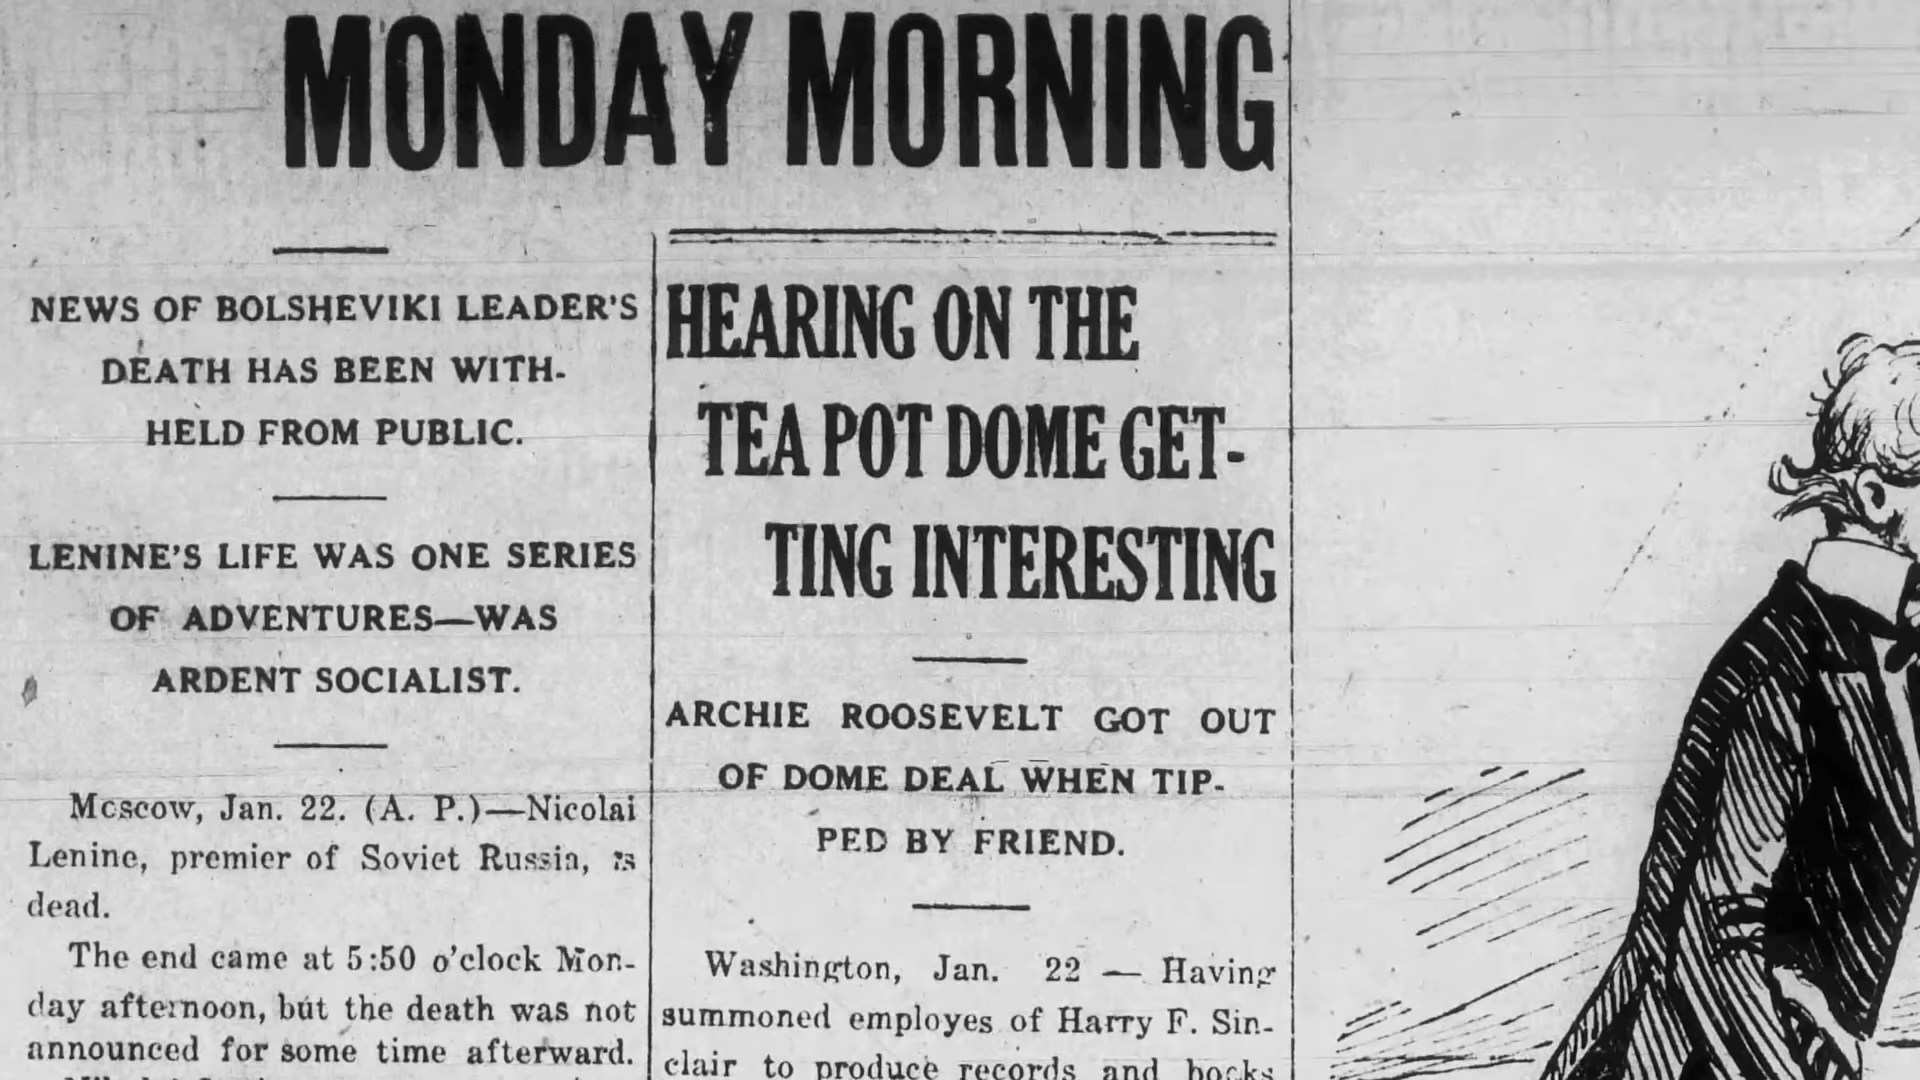 MONDAY MORNING
NEWS OF BOLSHEVIKI LEADER'S
DEATH HAS BEEN WITH-
HELD FROM PUBLIC.
LENINE'S LIFE WAS ONE SERIES
OF ADVENTURES—WAS
ARDENT SOCIALIST.
Moscow, Jan. 22. (A. P.)—Nicolai
Lenine, premier of Soviet Russia, is
dead.
The end came at 5:50 o'clock Mon-
day afternoon, but the death was not
announced for some time afterward.
HEARING ON THE
TEA POT DOME GET-
TING INTERESTING
ARCHIE ROOSEVELT GOT OUT
OF DOME DEAL WHEN TIP-
PED BY FRIEND.
Washington, Jan. 22 — Having
summoned employes of Harry F. Sin-
clair to produce records and books